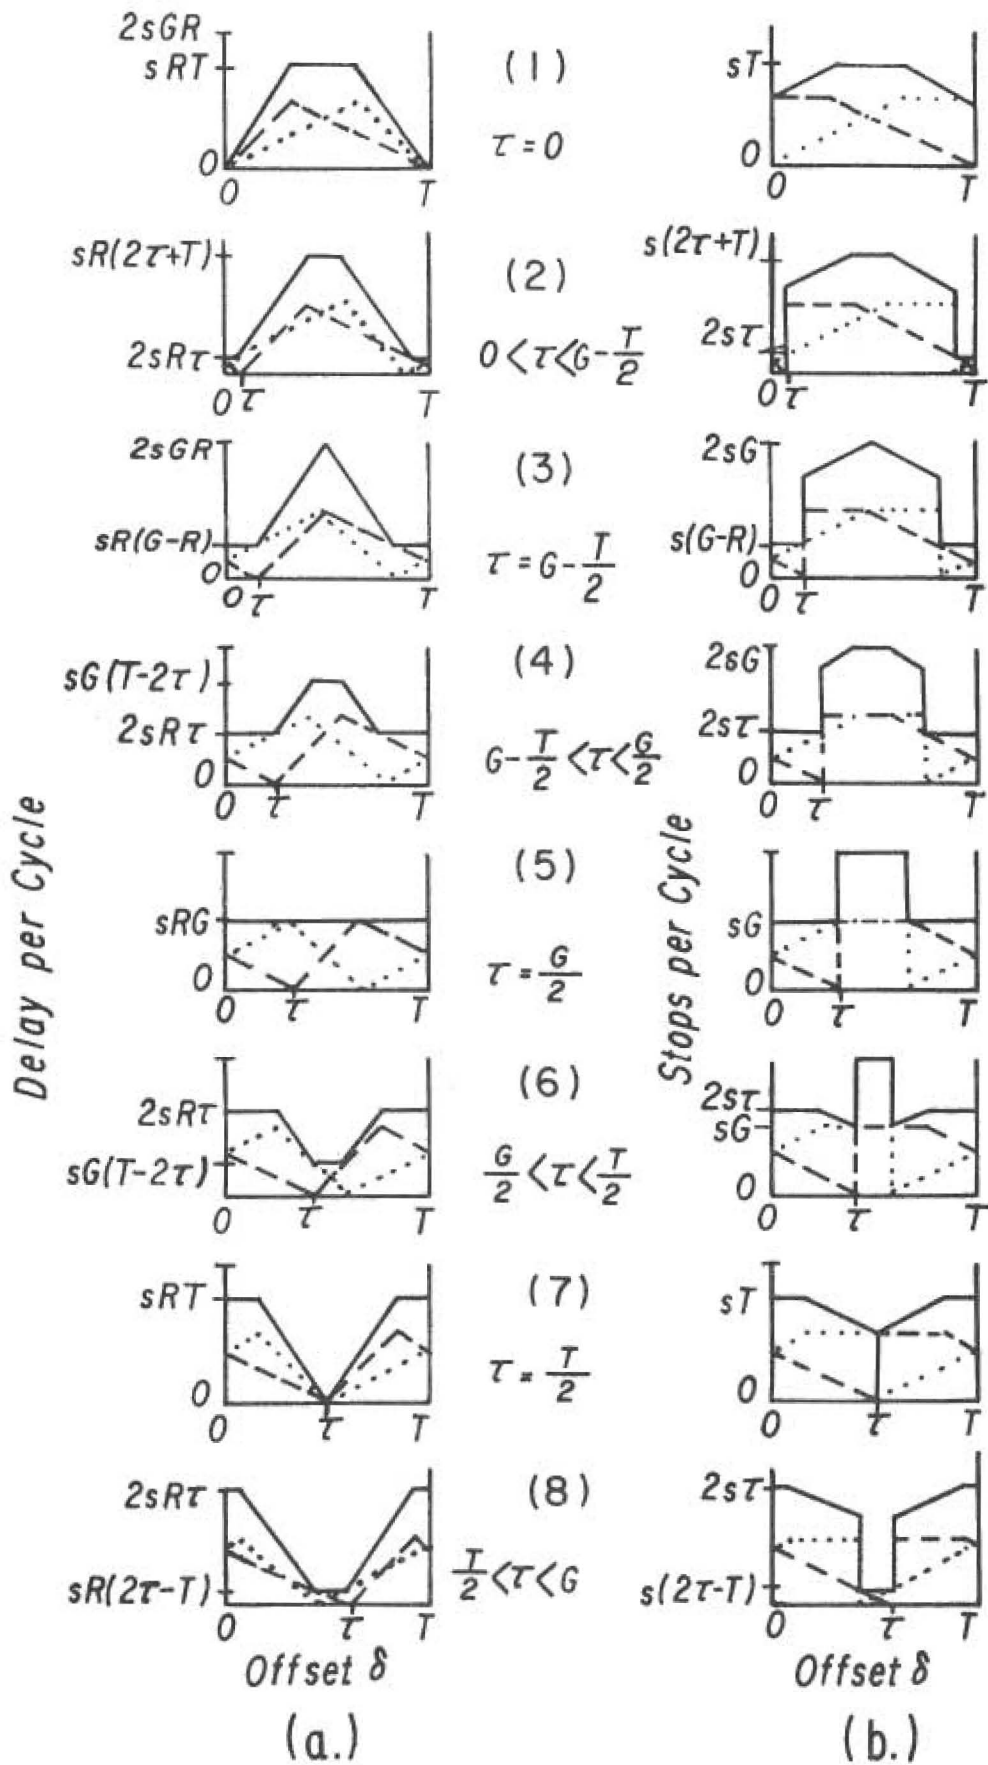 2sGR
sRT
0
0 T
(1)
τ = 0
sT
0
0 T
sR(2τ+T)
2sRτ
0 τ T
(2)
0 < τ < G - T/2
s(2τ+T)
2sτ
0 τ T
2sGR
sR(G-R)
0
0 τ T
(3)
τ = G - T/2
2sG
s(G-R)
0
0 τ T
sG(T-2τ)
2sRτ
0
0 τ T
(4)
G - T/2 < τ < G/2
2sG
2sτ
0
0 τ T
Delay per Cycle
sRG
0
0 τ T
(5)
τ = G/2
Stops per Cycle
sG
0
0 τ T
2sRτ
sG(T-2τ)
0 τ T
(6)
G/2 < τ < T/2
2sτ
sG
0
0 τ T
sRT
0
0 τ T
(7)
τ = T/2
sT
0
0 τ T
2sRτ
sR(2τ-T)
0 τ T
(8)
T/2 < τ < G
2sτ
s(2τ-T)
0 τ T
Offset δ
Offset δ
(a.)
(b.)